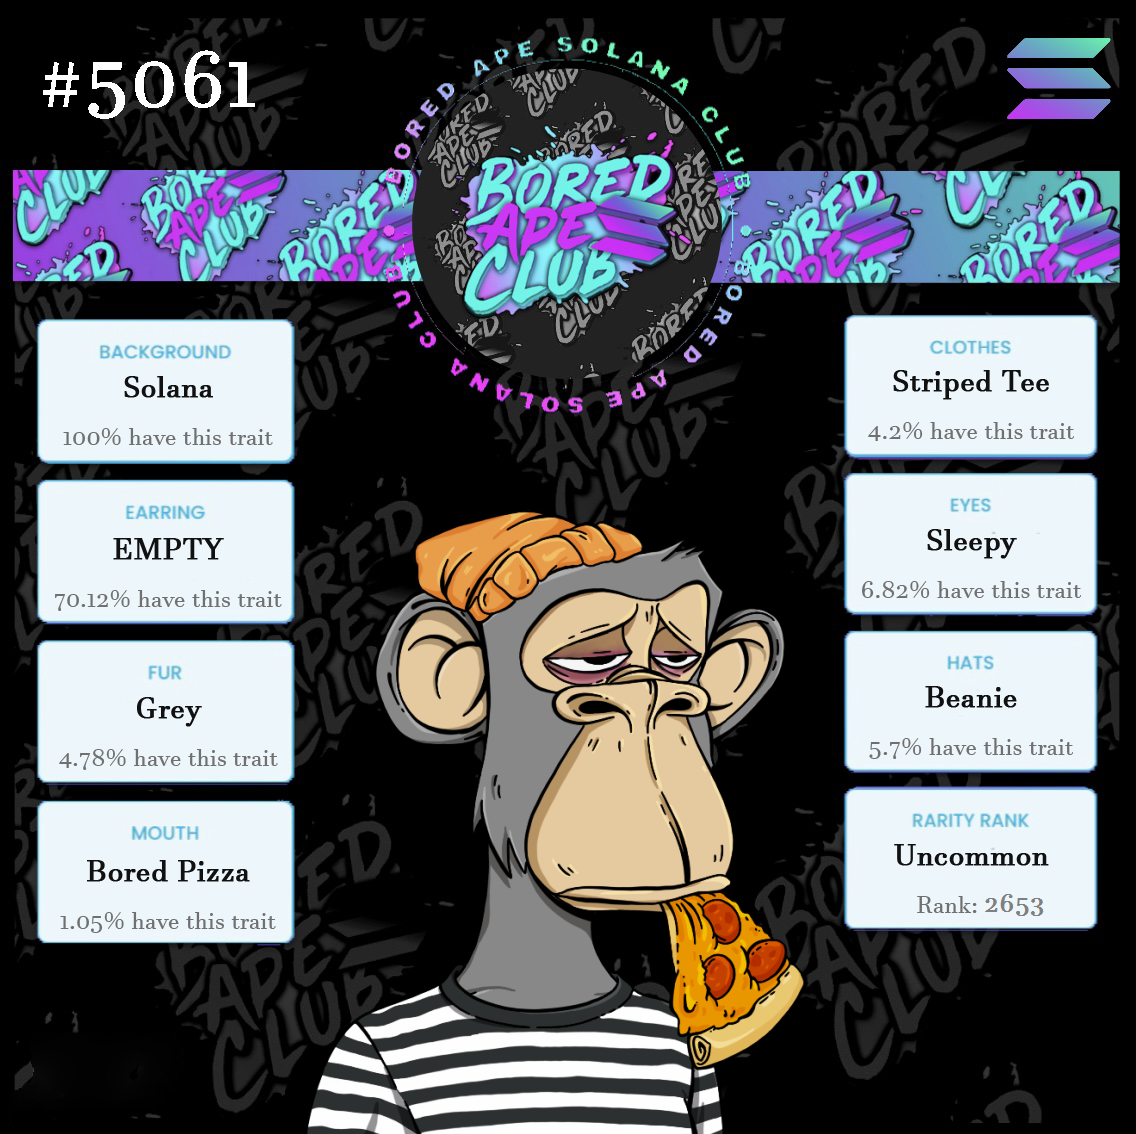 #5061
BORED APE SOLANA CLUB
BORED APE SOLANA CLUB
BORED
APE
CLUB
BACKGROUND
Solana
100% have this trait
EARRING
EMPTY
70.12% have this trait
FUR
Grey
4.78% have this trait
MOUTH
Bored Pizza
1.05% have this trait
CLOTHES
Striped Tee
4.2% have this trait
EYES
Sleepy
6.82% have this trait
HATS
Beanie
5.7% have this trait
RARITY RANK
Uncommon
Rank: 2653